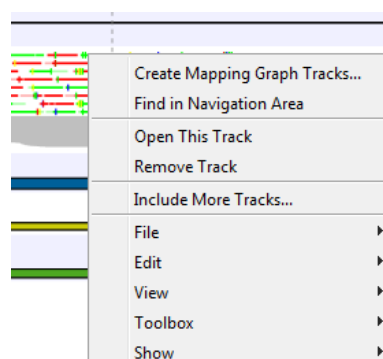 Create Mapping Graph Tracks...
Find in Navigation Area
Open This Track
Remove Track
Include More Tracks...
File
Edit
View
Toolbox
Show